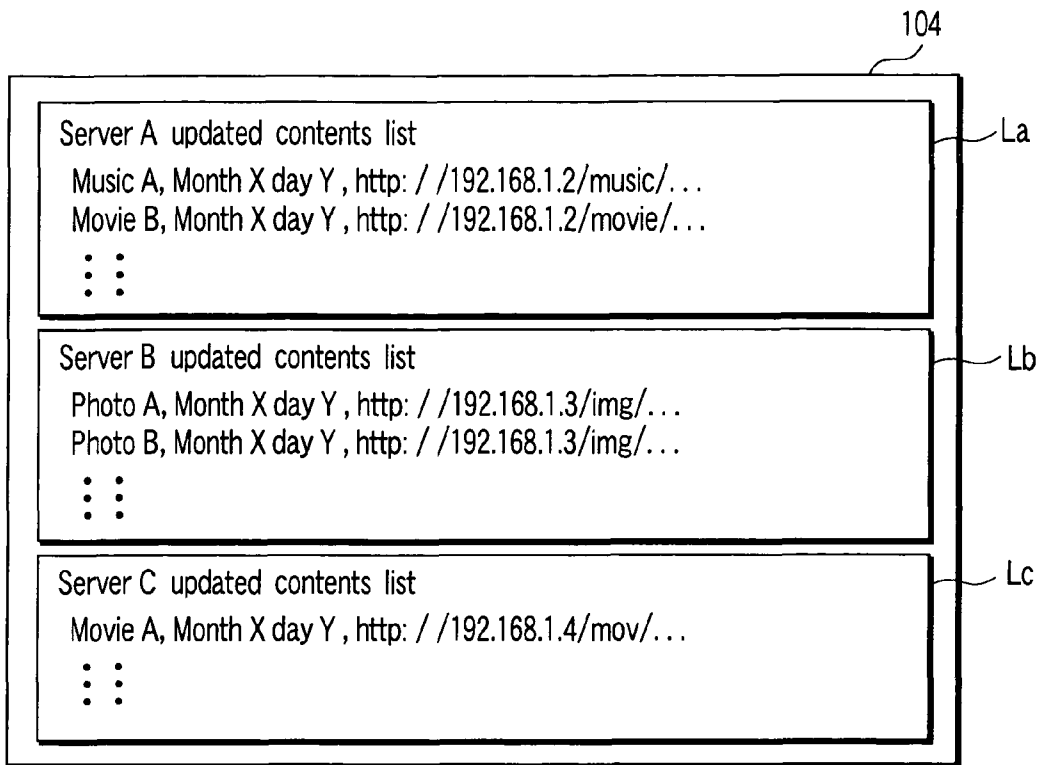 104
Server A updated contents list
La
Music A, Month X day Y , http: / /192.168.1.2/music/...
Movie B, Month X day Y , http: / /192.168.1.2/movie/...
Server B updated contents list
Lb
Photo A, Month X day Y , http: / /192.168.1.3/img/...
Photo B, Month X day Y , http: / /192.168.1.3/img/...
Server C updated contents list
Lc
Movie A, Month X day Y , http: / /192.168.1.4/mov/...